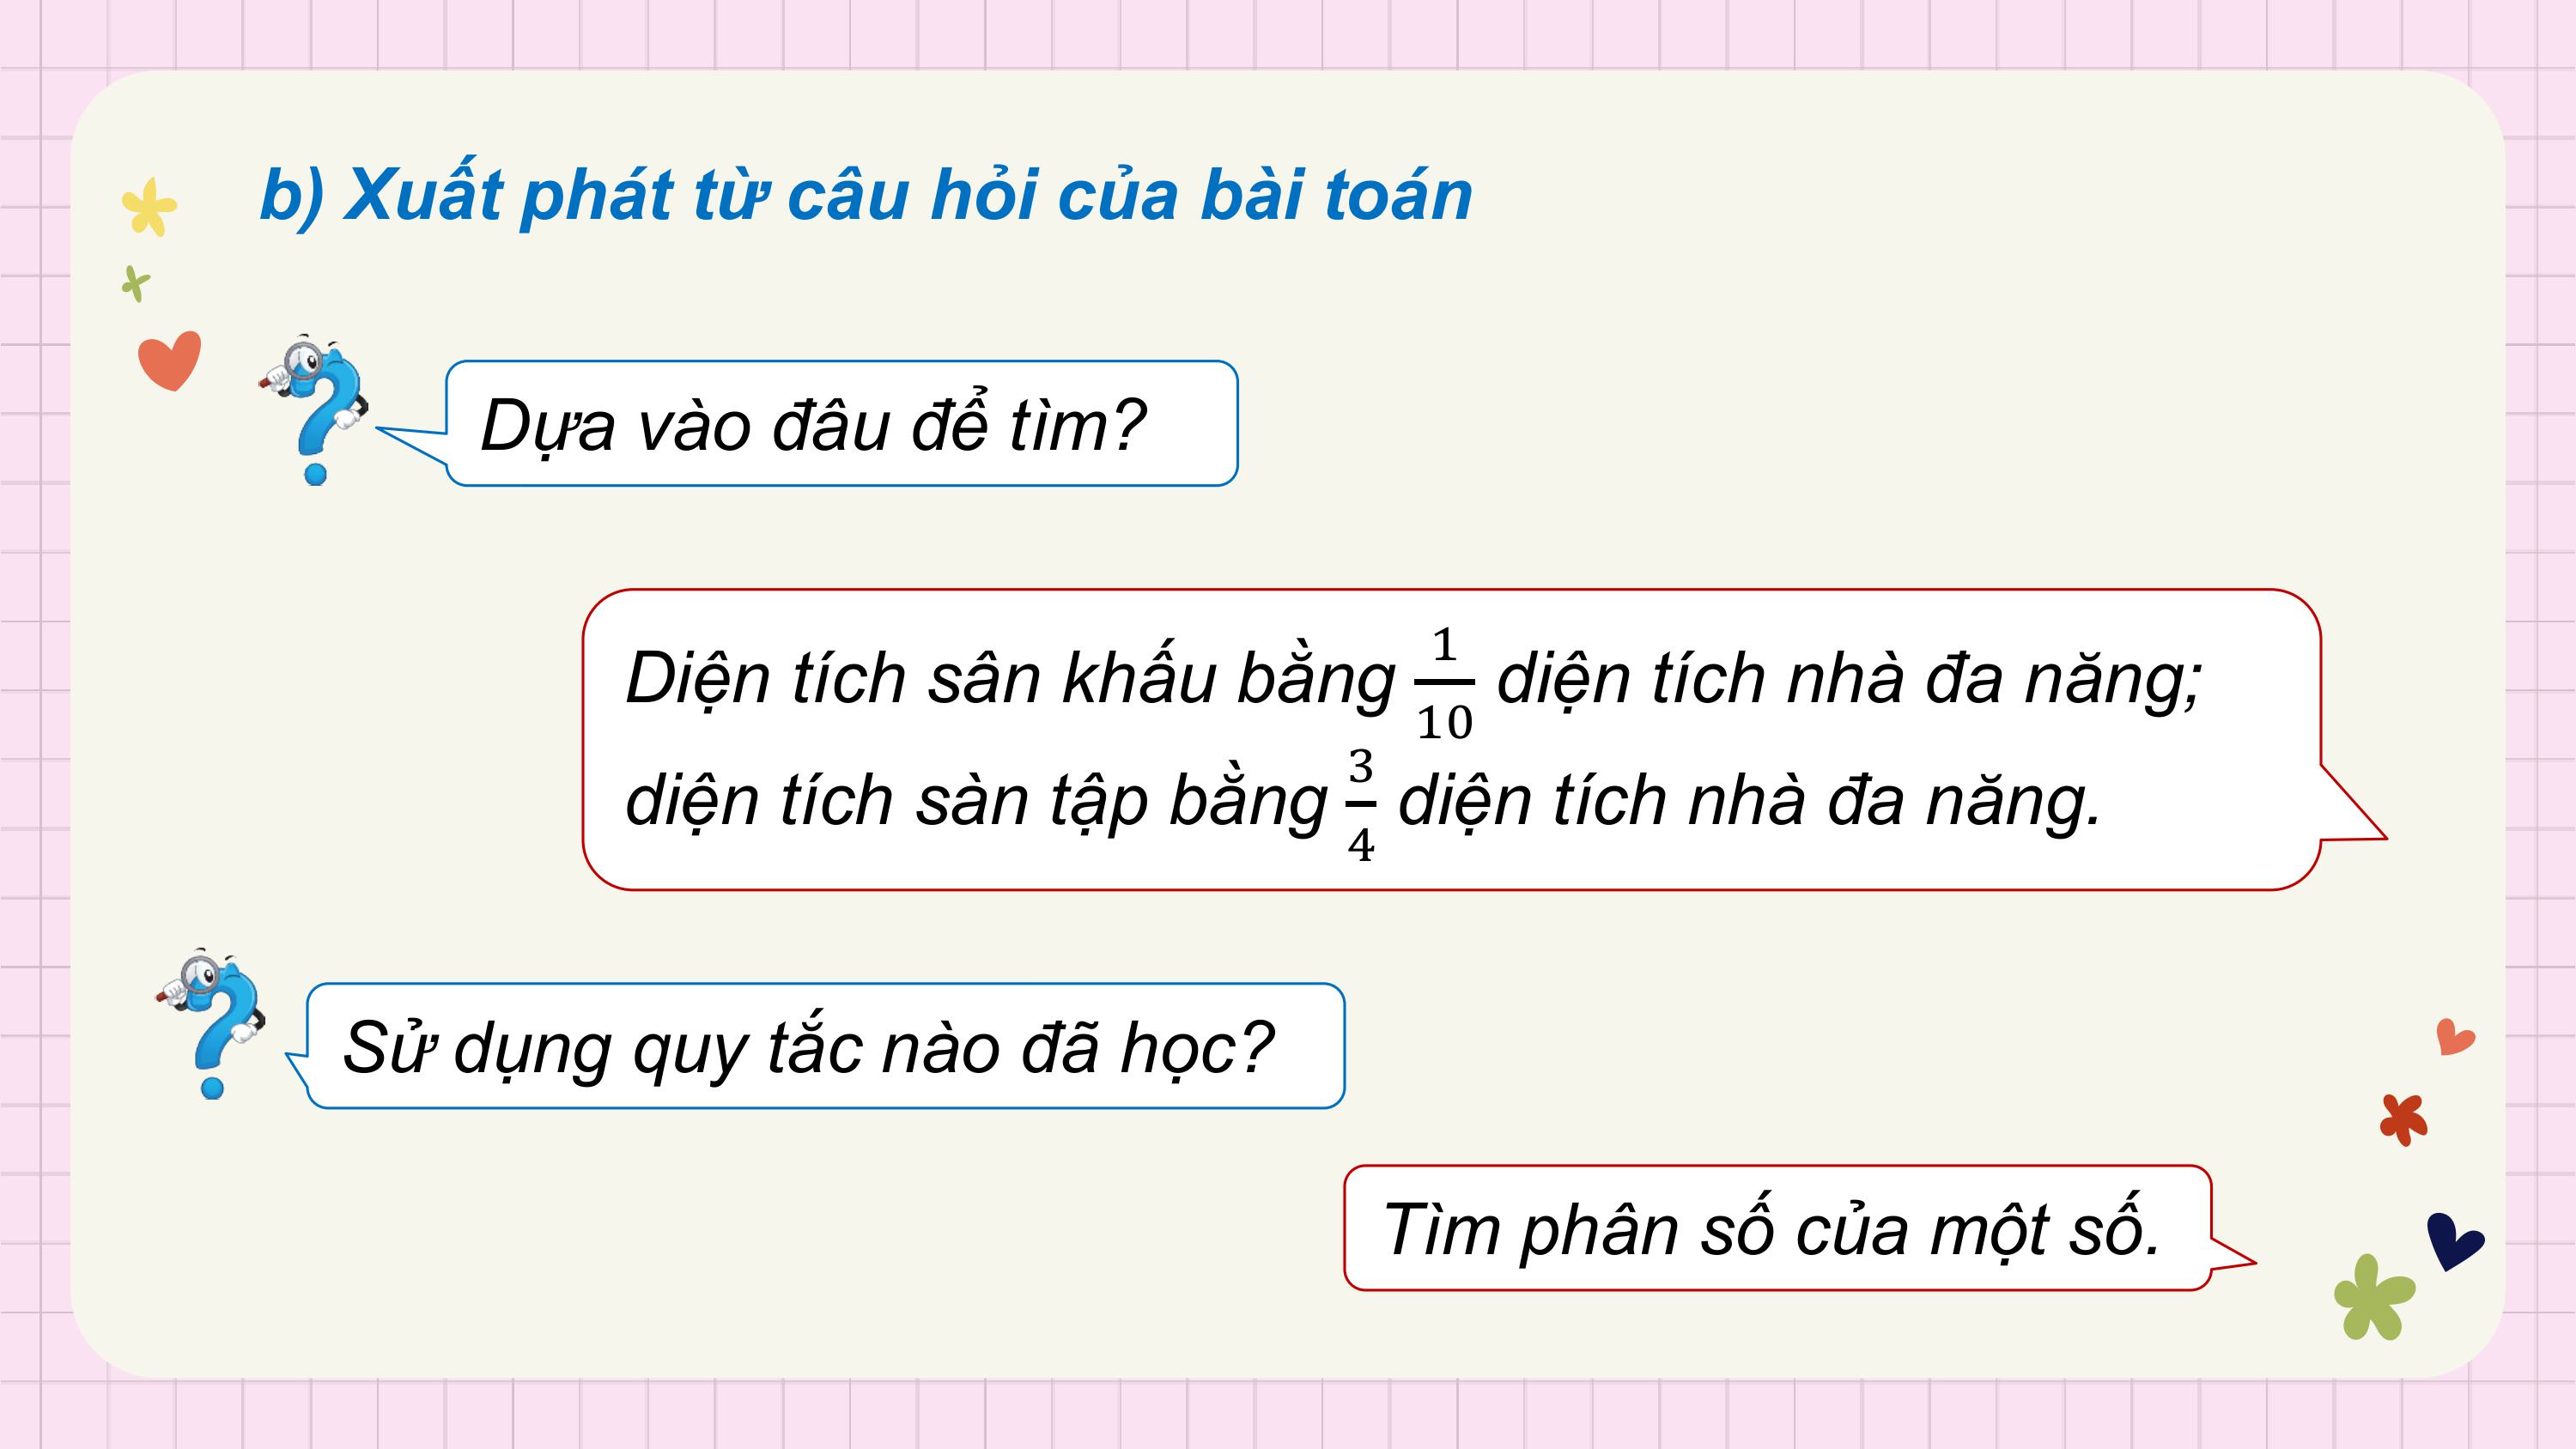 b) Xuất phát từ câu hỏi của bài toán
Dựa vào đâu để tìm?
Diện tích sân khấu bằng 1/10 diện tích nhà đa năng;
diện tích sàn tập bằng 3/4 diện tích nhà đa năng.
Sử dụng quy tắc nào đã học?
Tìm phân số của một số.